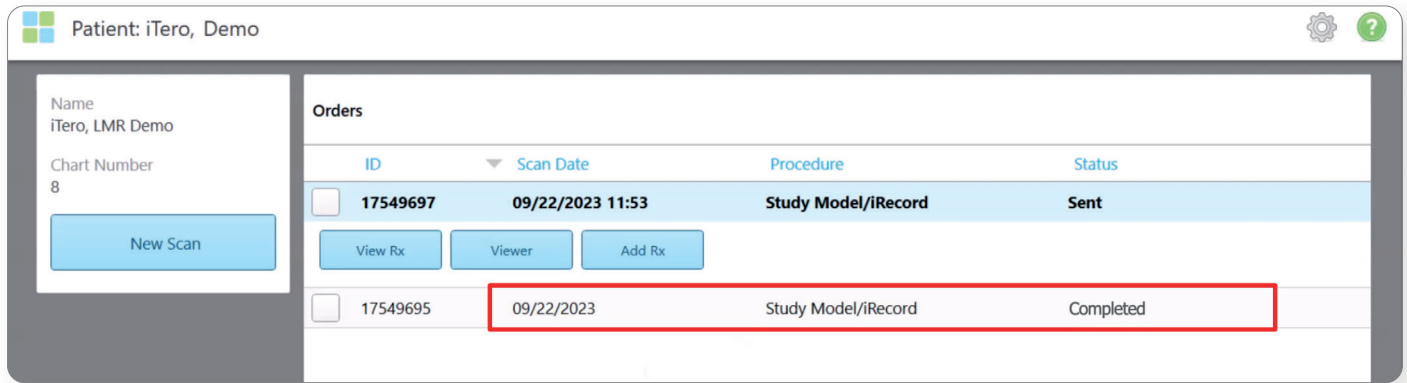 Patient: iTero, Demo
?
Name
iTero, LMR Demo
Chart Number
8
New Scan
Orders
ID Scan Date Procedure Status
17549697 09/22/2023 11:53 Study Model/iRecord Sent
View Rx Viewer Add Rx
17549695 09/22/2023 Study Model/iRecord Completed